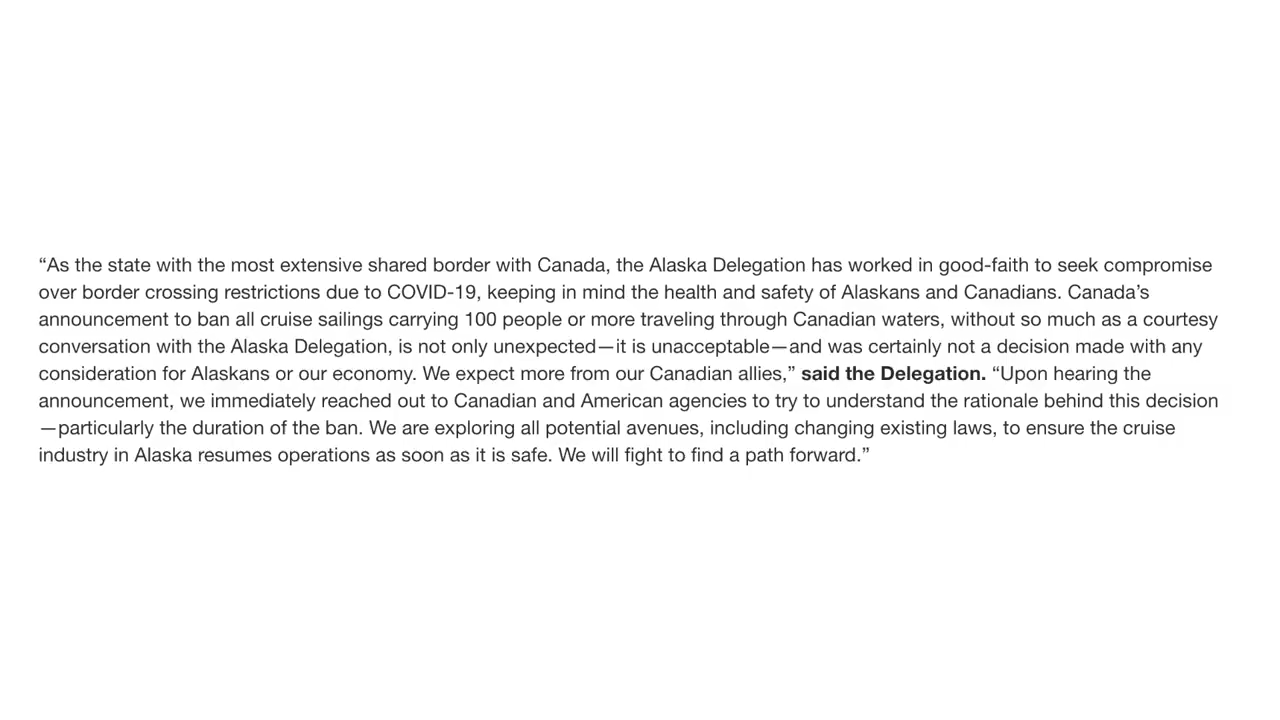 “As the state with the most extensive shared border with Canada, the Alaska Delegation has worked in good-faith to seek compromise
over border crossing restrictions due to COVID-19, keeping in mind the health and safety of Alaskans and Canadians. Canada’s
announcement to ban all cruise sailings carrying 100 people or more traveling through Canadian waters, without so much as a courtesy
conversation with the Alaska Delegation, is not only unexpected—it is unacceptable—and was certainly not a decision made with any
consideration for Alaskans or our economy. We expect more from our Canadian allies,” said the Delegation. “Upon hearing the
announcement, we immediately reached out to Canadian and American agencies to try to understand the rationale behind this decision
—particularly the duration of the ban. We are exploring all potential avenues, including changing existing laws, to ensure the cruise
industry in Alaska resumes operations as soon as it is safe. We will fight to find a path forward.”